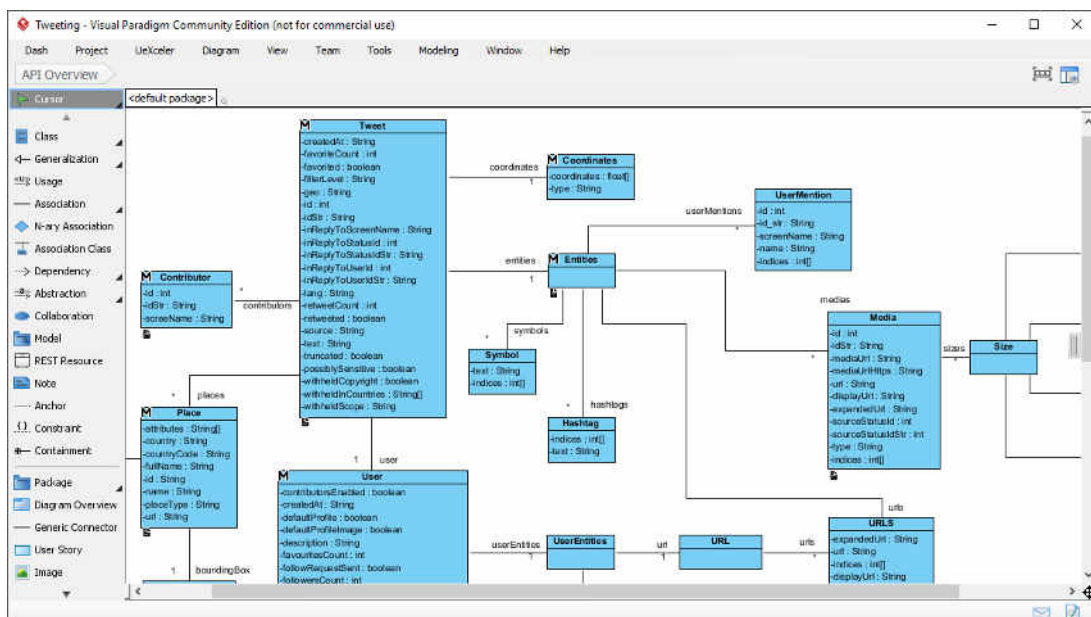 Tweeting - Visual Paradigm Community Edition (not for commercial use)
Dash Project UeXceler Diagram View Team Tools Modeling Window Help
API Overview
Cursor
Class
Generalization
Usage
Association
N-ary Association
Association Class
Dependency
Abstraction
Collaboration
Model
REST Resource
Note
Anchor
Constraint
Containment
Package
Diagram Overview
Generic Connector
User Story
Image
<default package>
Tweet
-createdAt : String
-favoriteCount : int
-favorited : boolean
-filterLevel : String
-geo : String
-id : int
-idStr : String
-inReplyToScreenName : String
-inReplyToStatusId : int
-inReplyToStatusIdStr : String
-inReplyToUserId : int
-inReplyToUserIdStr : String
-lang : String
-retweetCount : int
-retweeted : boolean
-source : String
-text : String
-truncated : boolean
-possiblySensitive : boolean
-withheldCopyright : boolean
-withheldInCountries : String[]
-withheldScope : String
coordinates
1
Coordinates
-coordinates : float[]
-type : String
userMentions
*
UserMention
-id : int
-id_str : String
-screenName : String
-name : String
-indices : int[]
entities
1
Entities
Contributor
-id : int
-idStr : String
-screeName : String
*
contributors
symbols
*
Symbol
-text : String
-indices : int[]
hashtags
*
Hashtag
-indices : int[]
-text : String
medias
*
Media
-id : int
-idStr : String
-mediaUrl : String
-mediaUrlHttps : String
-url : String
-displayUrl : String
-expandedUrl : String
-sourceStatusId : int
-sourceStatusIdStr : int
-type : String
-indices : int[]
sizes
*
Size
*
places
Place
-attributes : String[]
-country : String
-countryCode : String
-fullName : String
-id : String
-name : String
-placeType : String
-url : String
1
boundingBox
1
user
User
-contributorsEnabled : boolean
-createdAt : String
-defaultProfile : boolean
-defaultProfileImage : boolean
-description : String
-favouritesCount : int
-followRequestSent : boolean
-followersCount : int
userEntities
1
UserEntities
url
1
URL
urls
*
urls
*
URLS
-expandedUrl : String
-url : String
-indices : int[]
-displayUrl : String